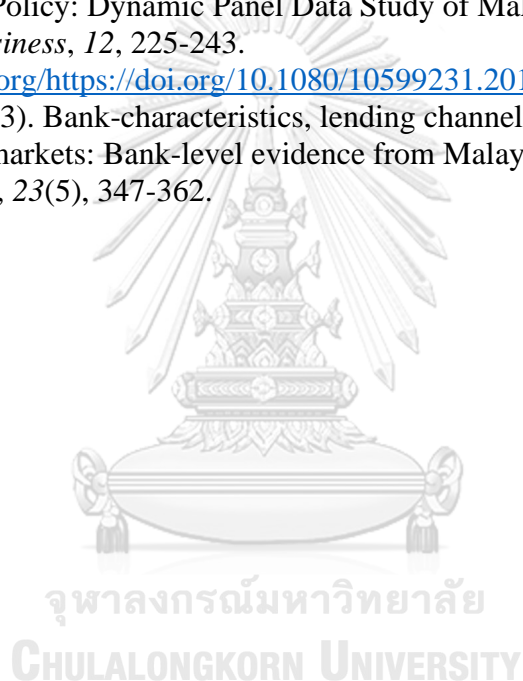 Policy: Dynamic Panel Data Study of Mal
iness, 12, 225-243.
org/https://doi.org/10.1080/10599231.201
3). Bank-characteristics, lending channel
markets: Bank-level evidence from Malay
, 23(5), 347-362.
จุฬาลงกรณ์มหาวิทยาลัย
CHULALONGKORN UNIVERSITY